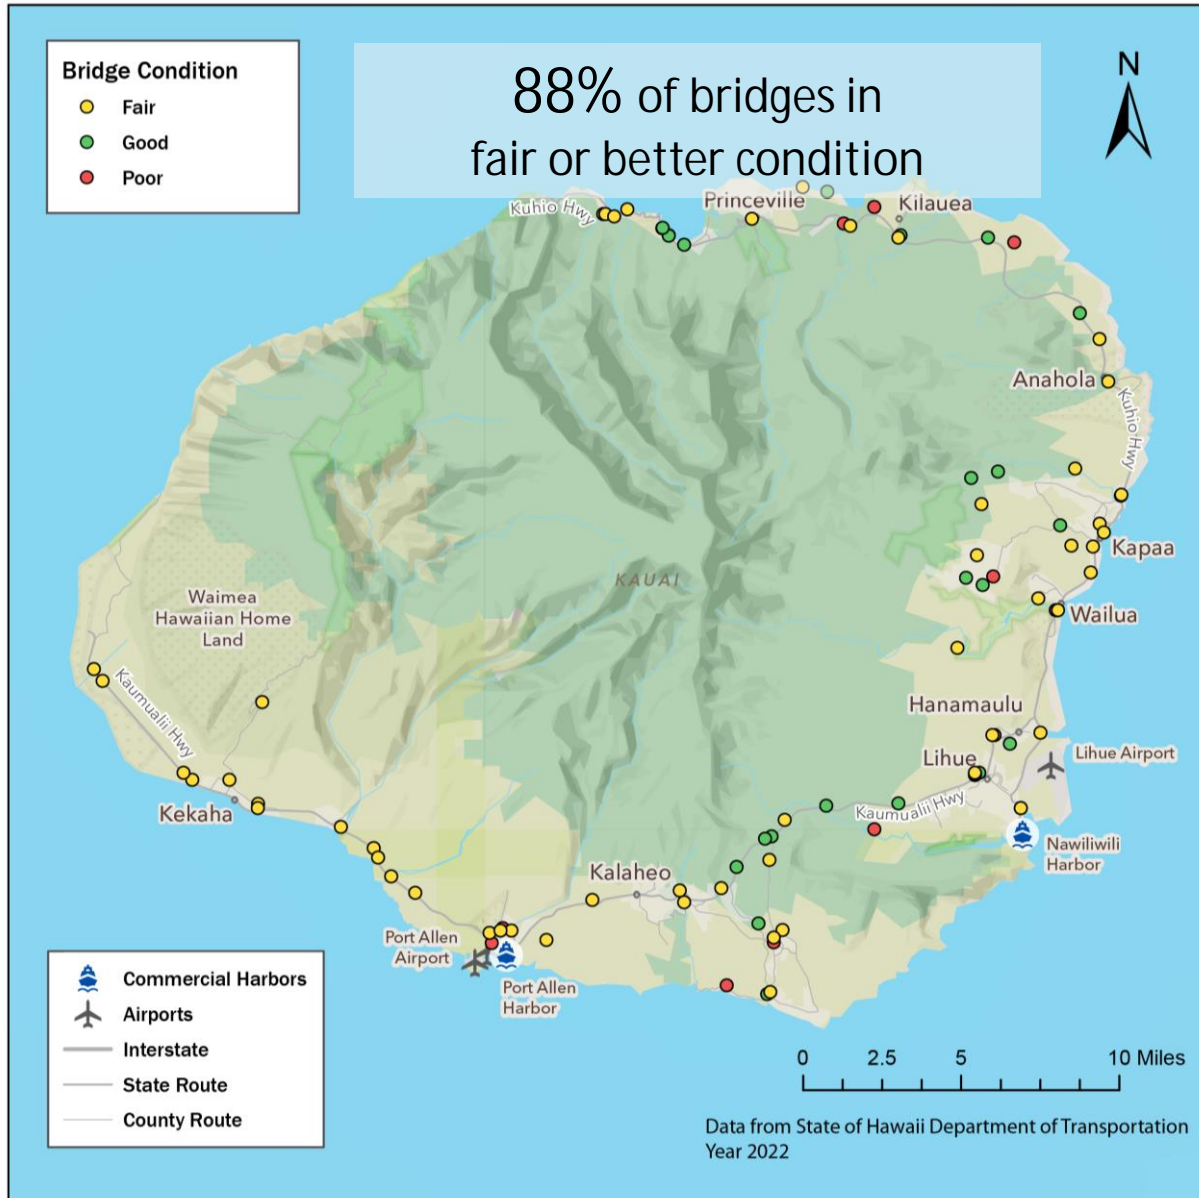 Bridge Condition
Fair
Good
Poor
88% of bridges in
fair or better condition
N
Kuhio Hwy
Princeville
Kilauea
Anahola
Kuhio Hwy
Kapaa
KAUAI
Waimea
Hawaiian Home
Land
Wailua
Kaumualii Hwy
Hanamaulu
Lihue
Lihue Airport
Kekaha
Kaumualii Hwy
Nawiliwili
Harbor
Kalaheo
Port Allen
Airport
Port Allen
Harbor
Commercial Harbors
Airports
Interstate
State Route
County Route
0 2.5 5 10 Miles
Data from State of Hawaii Department of Transportation
Year 2022